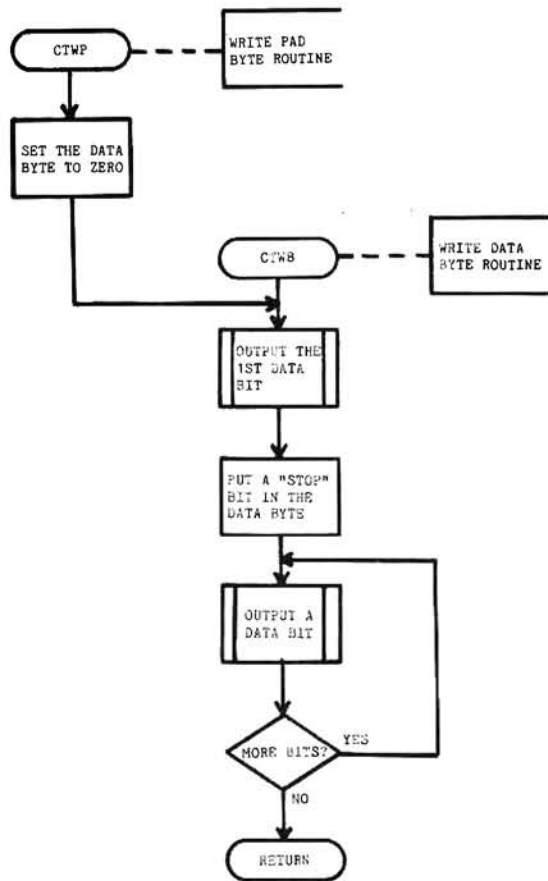 CTWP
WRITE PAD
BYTE ROUTINE
SET THE DATA
BYTE TO ZERO
CTWB
WRITE DATA
BYTE ROUTINE
OUTPUT THE
1ST DATA
BIT
PUT A "STOP"
BIT IN THE
DATA BYTE
OUTPUT A
DATA BIT
MORE BITS?
YES
NO
RETURN